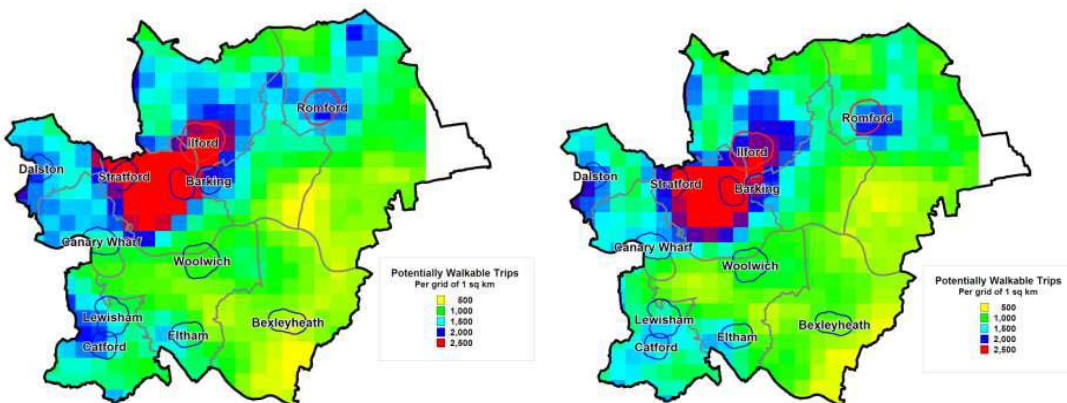 Romford
Ilford
Dalston
Stratford
Barking
Canary Wharf
Woolwich
Lewisham
Catford
Eltham
Bexleyheath
Potentially Walkable Trips
Per grid of 1 sq km
500
1,000
1,500
2,000
2,500
Romford
Ilford
Dalston
Stratford
Barking
Canary Wharf
Woolwich
Lewisham
Catford
Eltham
Bexleyheath
Potentially Walkable Trips
Per grid of 1 sq km
500
1,000
1,500
2,000
2,500